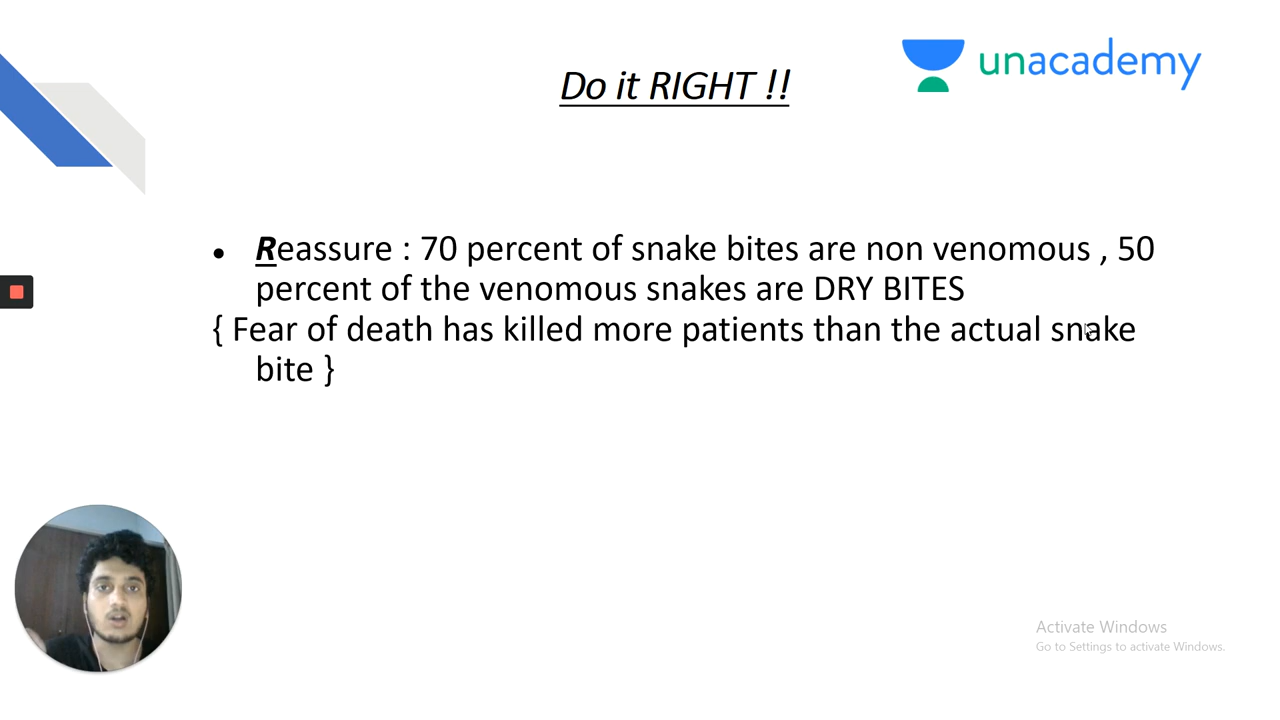 unacademy
Do it RIGHT !!
• Reassure : 70 percent of snake bites are non venomous , 50
percent of the venomous snakes are DRY BITES
{ Fear of death has killed more patients than the actual snake
bite }
Activate Windows
Go to Settings to activate Windows.